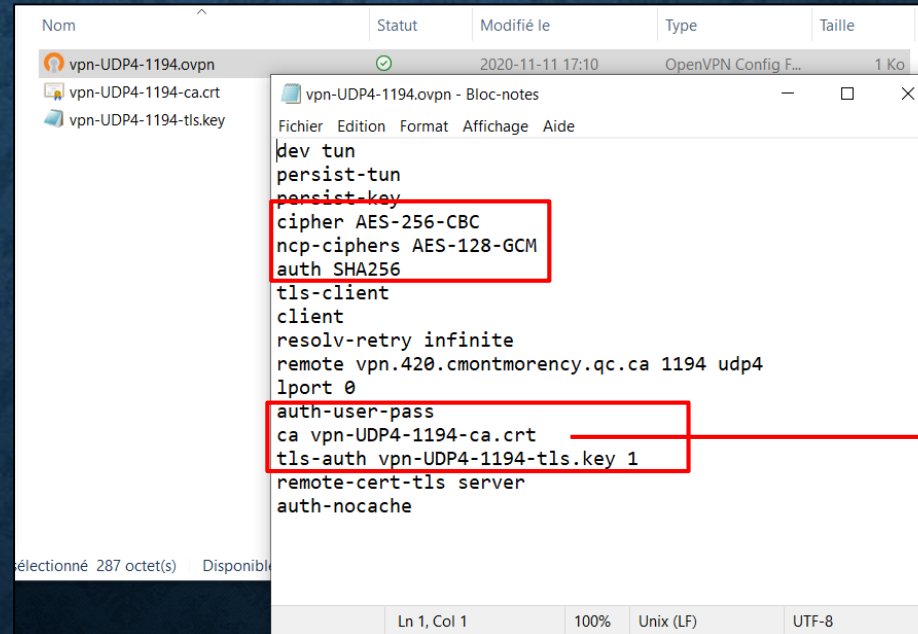 Nom Statut Modifié le Type Taille
vpn-UDP4-1194.ovpn 2020-11-11 17:10 OpenVPN Config F... 1 Ko
vpn-UDP4-1194-ca.crt
vpn-UDP4-1194-tls.key
vpn-UDP4-1194.ovpn - Bloc-notes
Fichier Edition Format Affichage Aide
dev tun
persist-tun
persist-key
cipher AES-256-CBC
ncp-ciphers AES-128-GCM
auth SHA256
tls-client
client
resolv-retry infinite
remote vpn.420.cmontmorency.qc.ca 1194 udp4
lport 0
auth-user-pass
ca vpn-UDP4-1194-ca.crt
tls-auth vpn-UDP4-1194-tls.key 1
remote-cert-tls server
auth-nocache
sélectionné 287 octet(s) Disponible
Ln 1, Col 1 100% Unix (LF) UTF-8